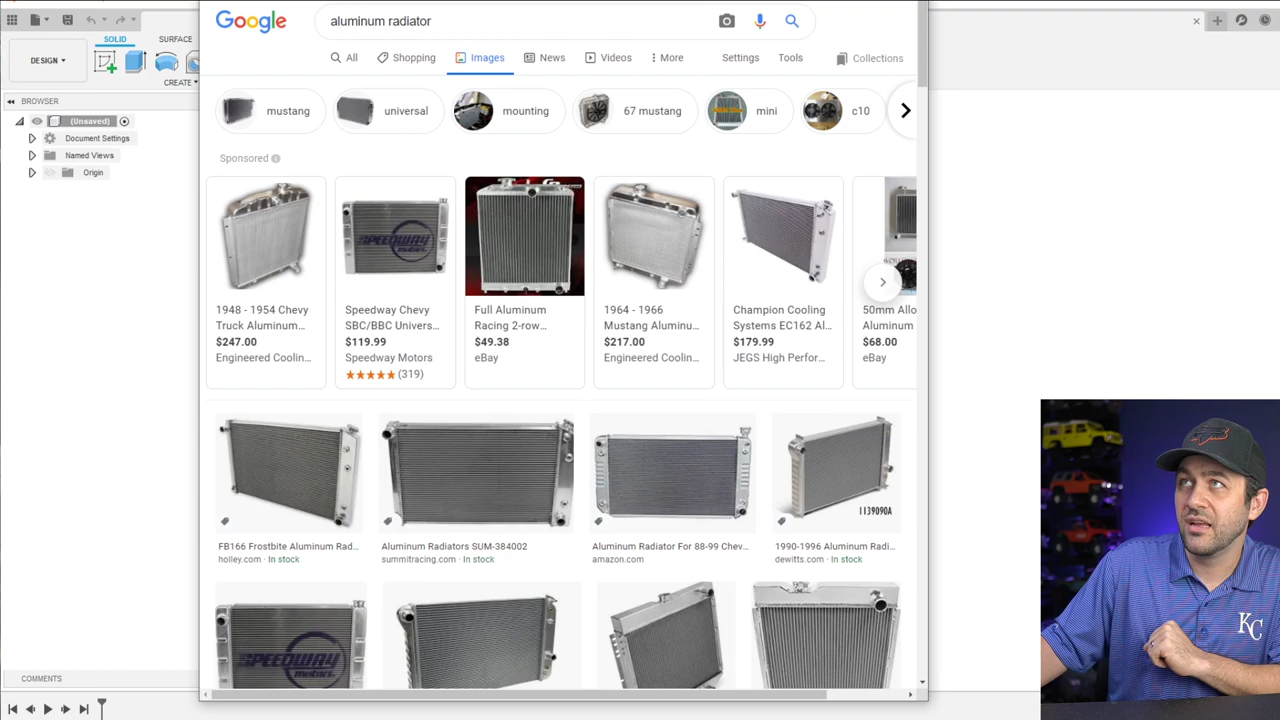 Google
aluminum radiator
DESIGN
SOLID
SURFACE
CREATE
All
Shopping
Images
News
Videos
More
Settings
Tools
Collections
BROWSER
(Unsaved)
Document Settings
Named Views
Origin
mustang
universal
mounting
67 mustang
mini
c10
Sponsored
SPEEDWAY
motors
1948 - 1954 Chevy
Truck Aluminum...
$247.00
Engineered Coolin...
Speedway Chevy
SBC/BBC Univers...
$119.99
Speedway Motors
(319)
Full Aluminum
Racing 2-row...
$49.38
eBay
1964 - 1966
Mustang Aluminu...
$217.00
Engineered Coolin...
Champion Cooling
Systems EC162 Al...
$179.99
JEGS High Perfor...
50mm Allo
Aluminum
$68.00
eBay
1139090A
FB166 Frostbite Aluminum Rad...
holley.com · In stock
Aluminum Radiators SUM-384002
summitracing.com · In stock
Aluminum Radiator For 88-99 Chev...
amazon.com
1990-1996 Aluminum Radi...
dewitts.com · In stock
SPEEDWAY
KC
COMMENTS